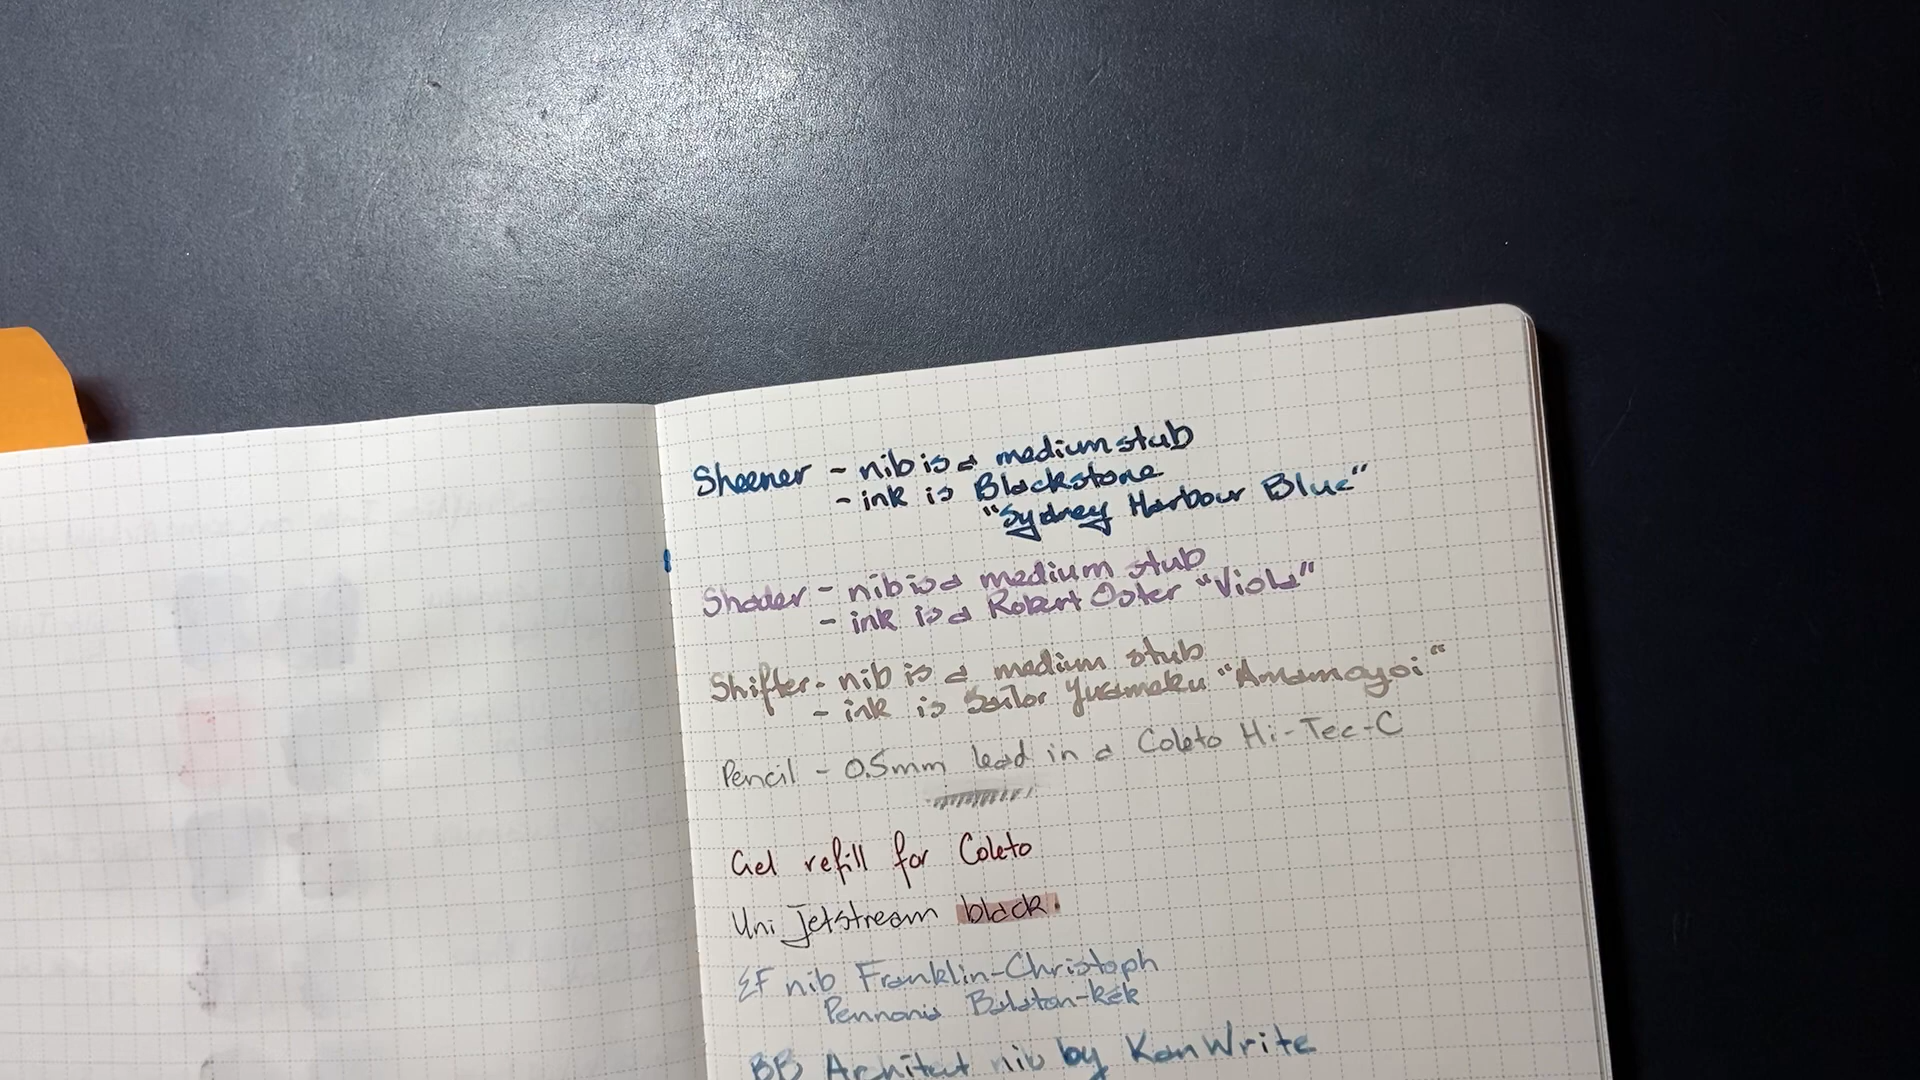 Sheener - nib is a medium stub
- ink is Blackstone
"Sydney Harbour Blue"
Shader - nib is a medium stub
- ink is a Robert Oster "Viola"
Shifter - nib is a medium stub
- ink is Sailor Yurameku "Amamayoi"
Pencil - 0.5mm lead in a Coleto Hi-Tec-C
Gel refill for Coleto
Uni Jetstream black.
EF nib Franklin-Christoph
Pennonia Balaton-kék
BB Architect nib by KanWrite